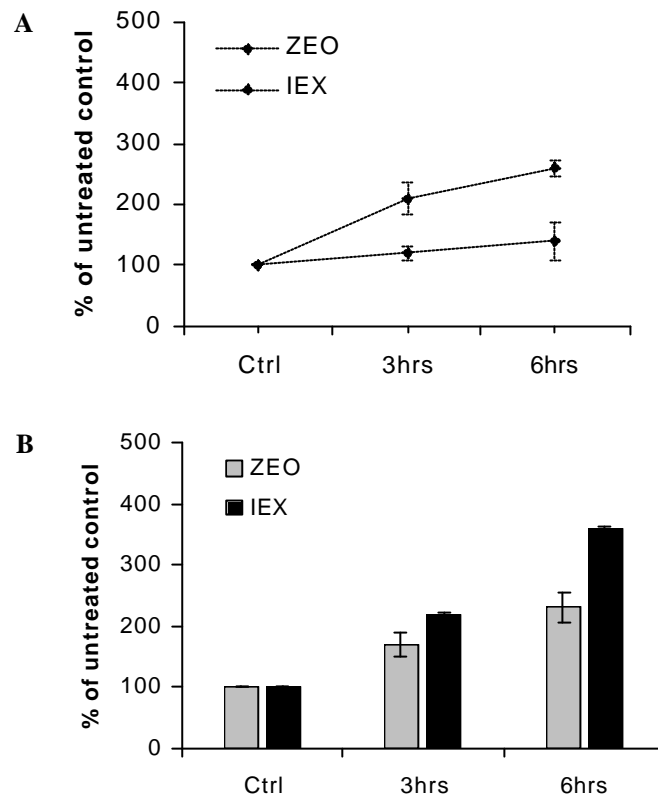 A
% of untreated control
500
400
300
200
100
0
ZEO
IEX
Ctrl 3hrs 6hrs
B
% of untreated control
500
400
300
200
100
0
ZEO
IEX
Ctrl 3hrs 6hrs